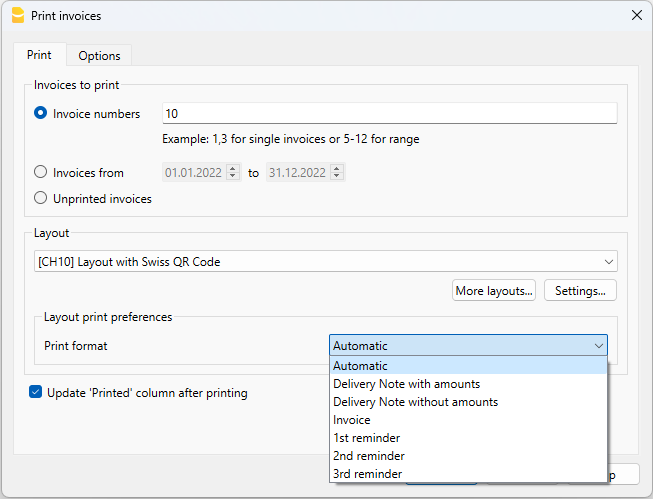 Print invoices
Print Options
Invoices to print
Invoice numbers 10
Example: 1,3 for single invoices or 5-12 for range
Invoices from 01.01.2022 to 31.12.2022
Unprinted invoices
Layout
[CH10] Layout with Swiss QR Code
More layouts... Settings...
Layout print preferences
Print format Automatic
Automatic
Delivery Note with amounts
Delivery Note without amounts
Invoice
1st reminder
2nd reminder
3rd reminder
Update 'Printed' column after printing